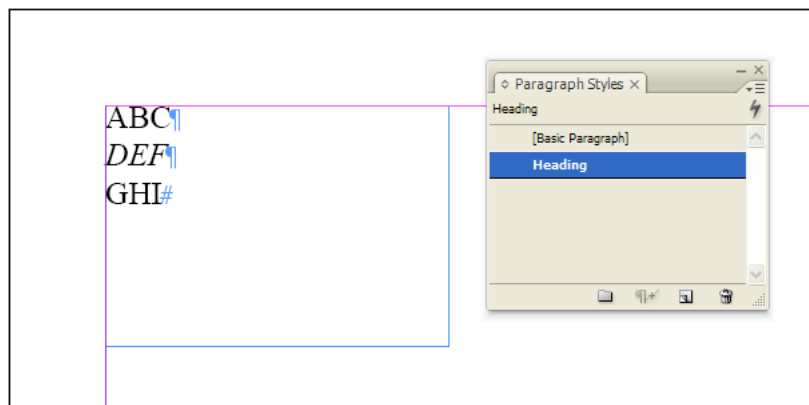 ABC¶
DEF¶
GHI#
Paragraph Styles
Heading
[Basic Paragraph]
Heading